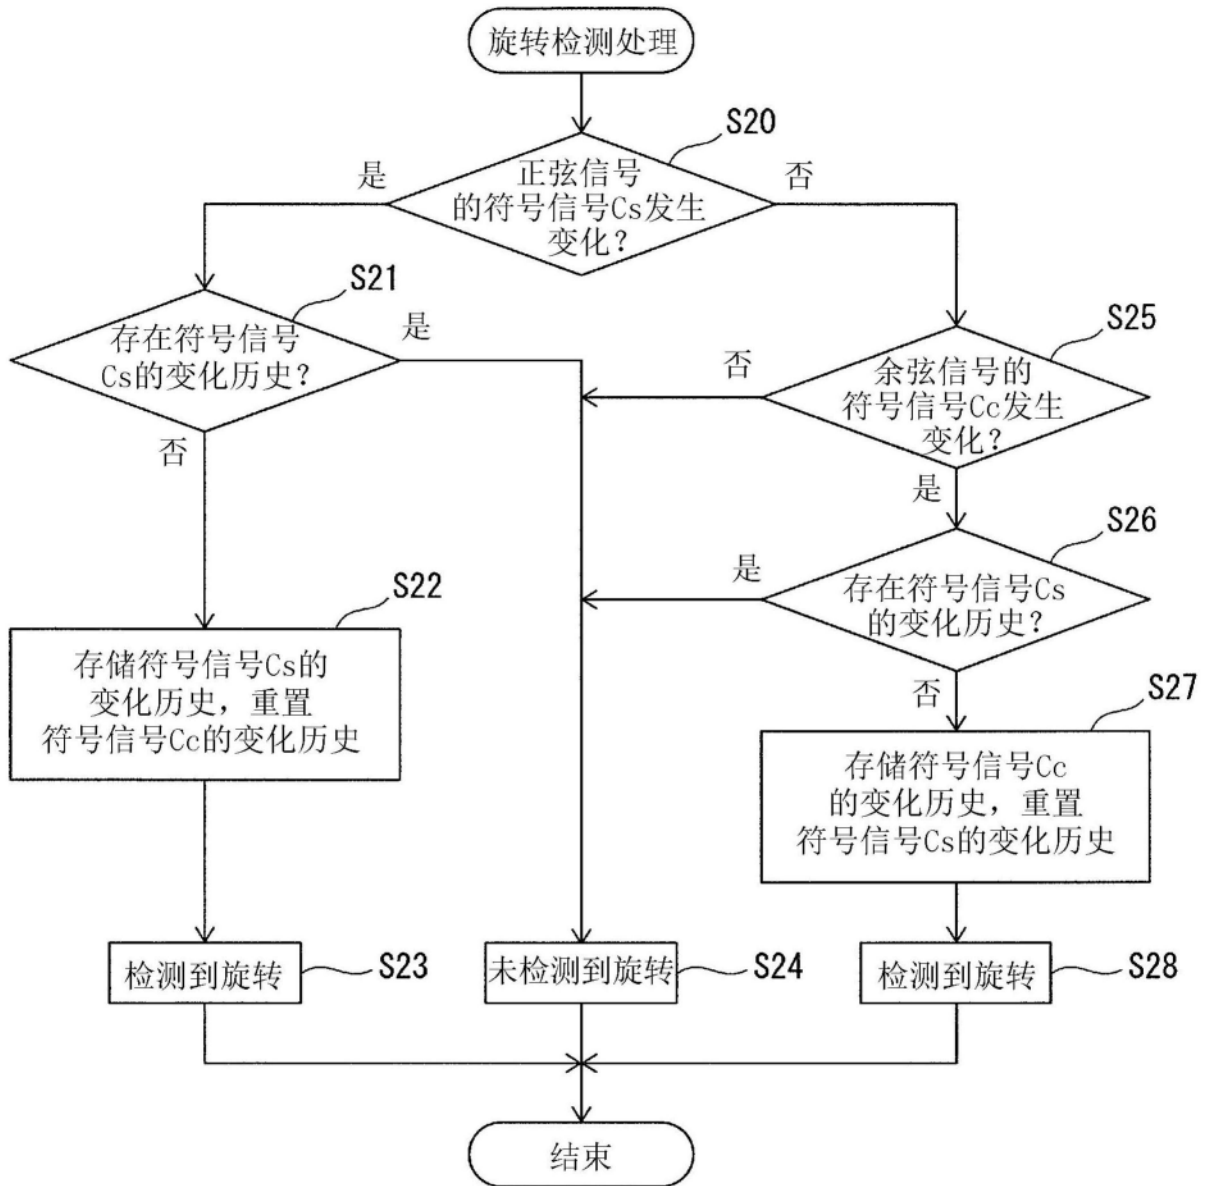 旋转检测处理
S20
是
正弦信号
的符号信号Cs发生
变化?
否
S21
存在符号信号
Cs的变化历史?
是
否
S25
余弦信号的
符号信号Cc发生
变化?
否
是
S26
存在符号信号Cs
的变化历史?
是
否
S22
存储符号信号Cs的
变化历史，重置
符号信号Cc的变化历史
S27
存储符号信号Cc
的变化历史，重置
符号信号Cs的变化历史
检测到旋转
S23
未检测到旋转
S24
检测到旋转
S28
结束